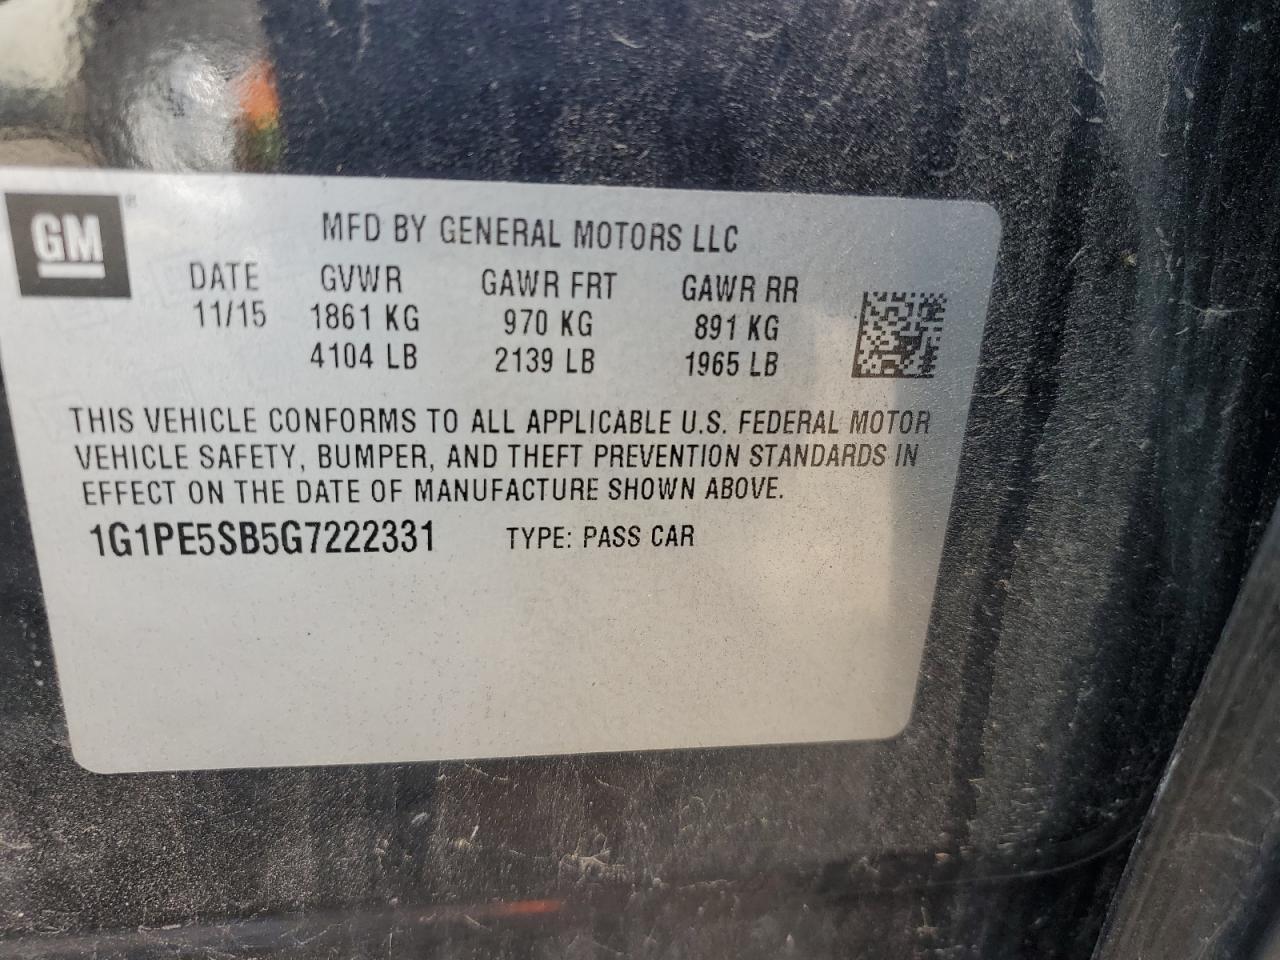 GM ®
MFD BY GENERAL MOTORS LLC
DATE GVWR GAWR FRT GAWR RR
11/15 1861 KG 970 KG 891 KG
4104 LB 2139 LB 1965 LB
THIS VEHICLE CONFORMS TO ALL APPLICABLE U.S. FEDERAL MOTOR
VEHICLE SAFETY, BUMPER, AND THEFT PREVENTION STANDARDS IN
EFFECT ON THE DATE OF MANUFACTURE SHOWN ABOVE.
1G1PE5SB5G7222331 TYPE: PASS CAR